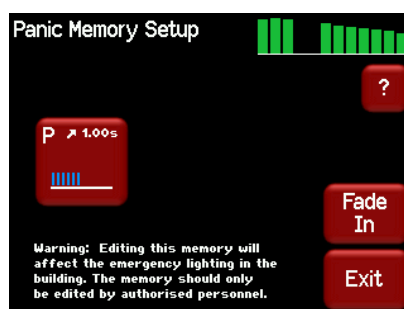 Panic Memory Setup
?
P ↗ 1.00s
Fade
In
Warning: Editing this memory will
affect the emergency lighting in the
building. The memory should only
be edited by authorised personnel.
Exit